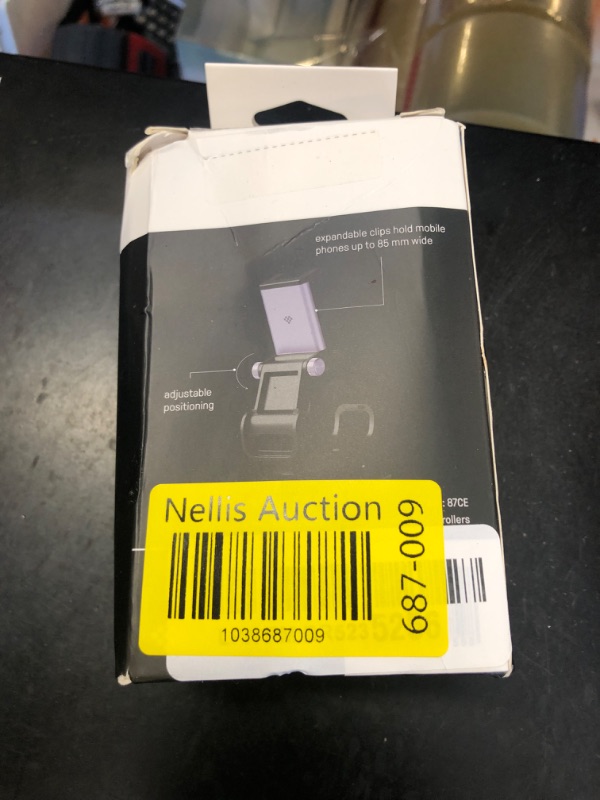 expandable clips hold mobile
phones up to 85 mm wide
adjustable
positioning
: 87CE
rollers
Nellis Auction
1038687009
687-009